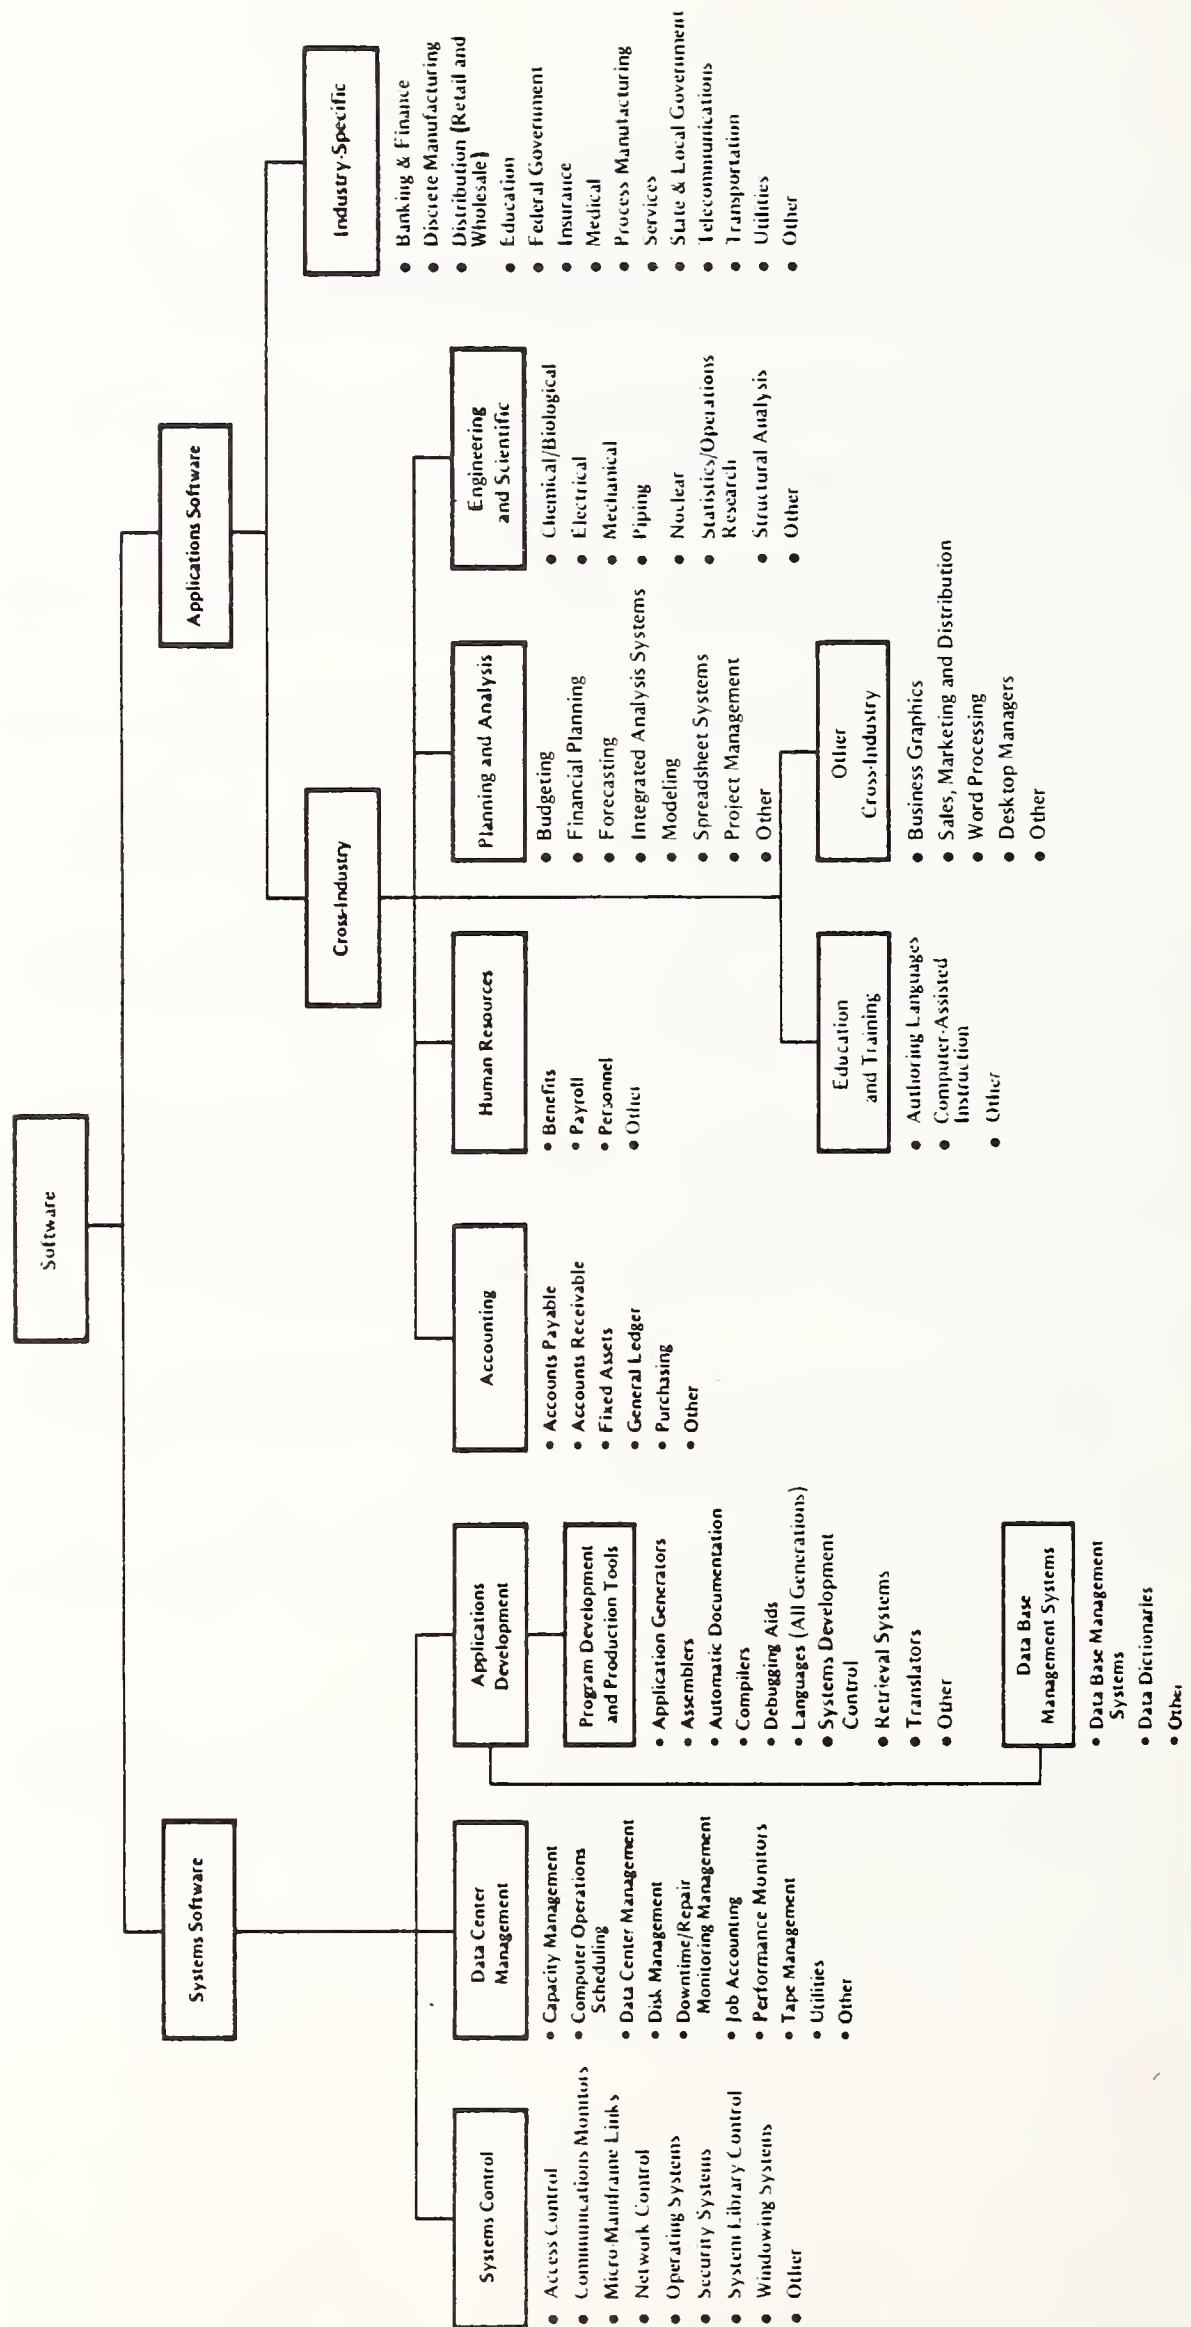 Software
Systems Software
Applications Software
Systems Control
• Access Control
• Communications Monitors
• Micro-Mainframe Links
• Network Control
• Operating Systems
• Security Systems
• System Library Control
• Windowing Systems
• Other
Data Center
Management
• Capacity Management
• Computer Operations
Scheduling
• Data Center Management
• Disk Management
• Downtime/Repair
Monitoring Management
• Job Accounting
• Performance Monitors
• Tape Management
• Utilities
• Other
Applications
Development
Program Development
and Production Tools
• Application Generators
• Assemblers
• Automatic Documentation
• Compilers
• Debugging Aids
• Languages (All Generations)
• Systems Development
Control
• Retrieval Systems
• Translators
• Other
Data Base
Management Systems
• Data Base Management
Systems
• Data Dictionaries
• Other
Cross-Industry
Accounting
• Accounts Payable
• Accounts Receivable
• Fixed Assets
• General Ledger
• Purchasing
• Other
Human Resources
• Benefits
• Payroll
• Personnel
• Other
Planning and Analysis
• Budgeting
• Financial Planning
• Forecasting
• Integrated Analysis Systems
• Modeling
• Spreadsheet Systems
• Project Management
• Other
Engineering
and Scientific
• Chemical/Biological
• Electrical
• Mechanical
• Piping
• Nuclear
• Statistics/Operations
Research
• Structural Analysis
• Other
Education
and Training
• Authoring Languages
• Computer-Assisted
Instruction
• Other
Other
Cross-Industry
• Business Graphics
• Sales, Marketing and Distribution
• Word Processing
• Desktop Managers
• Other
Industry-Specific
• Banking & Finance
• Discrete Manufacturing
• Distribution (Retail and
Wholesale)
• Education
• Federal Government
• Insurance
• Medical
• Process Manufacturing
• Services
• State & Local Government
• Telecommunications
• Transportation
• Utilities
• Other